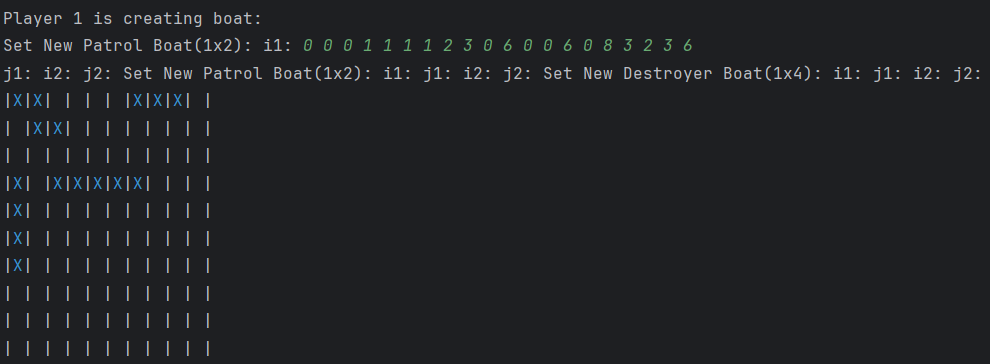 Player 1 is creating boat:
Set New Patrol Boat(1x2): i1: 0 0 0 1 1 1 1 2 3 0 6 0 0 6 0 8 3 2 3 6
j1: i2: j2: Set New Patrol Boat(1x2): i1: j1: i2: j2: Set New Destroyer Boat(1x4): i1: j1: i2: j2:
|X|X| | | | |X|X|X| |
| |X|X| | | | | | | |
| | | | | | | | | | |
|X| |X|X|X|X|X| | | |
|X| | | | | | | | | |
|X| | | | | | | | | |
|X| | | | | | | | | |
| | | | | | | | | | |
| | | | | | | | | | |
| | | | | | | | | | |